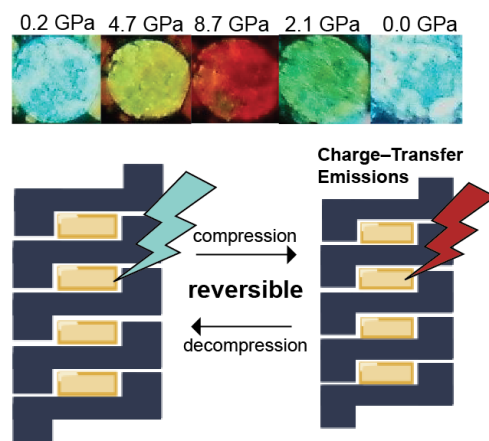 0.2 GPa 4.7 GPa 8.7 GPa 2.1 GPa 0.0 GPa
Charge–Transfer
Emissions
compression
reversible
decompression